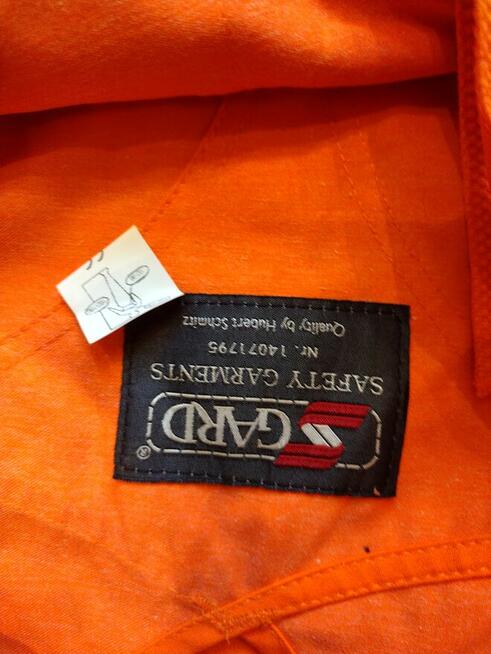 S GARD®
SAFETY GARMENTS
Nr. 14071795
Quality by Hubert Schmitz